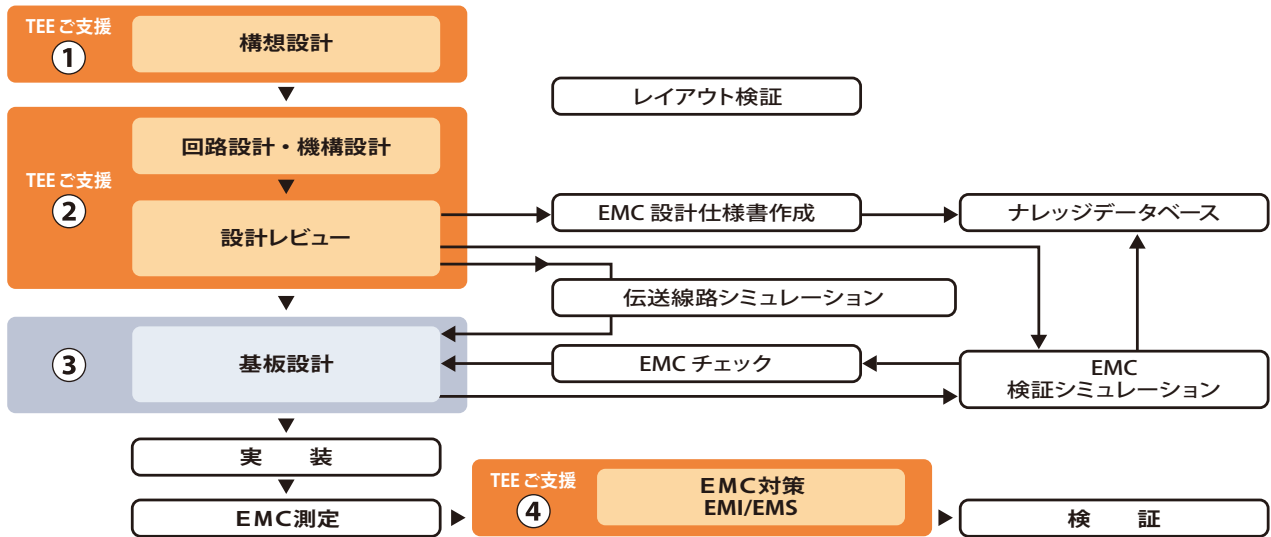 TEE ご支援
①
構想設計
レイアウト検証
TEE ご支援
②
回路設計・機構設計
設計レビュー
EMC 設計仕様書作成
ナレッジデータベース
伝送線路シミュレーション
③
基板設計
EMC チェック
EMC
検証シミュレーション
実 装
EMC測定
TEE ご支援
④
EMC対策
EMI/EMS
検 証